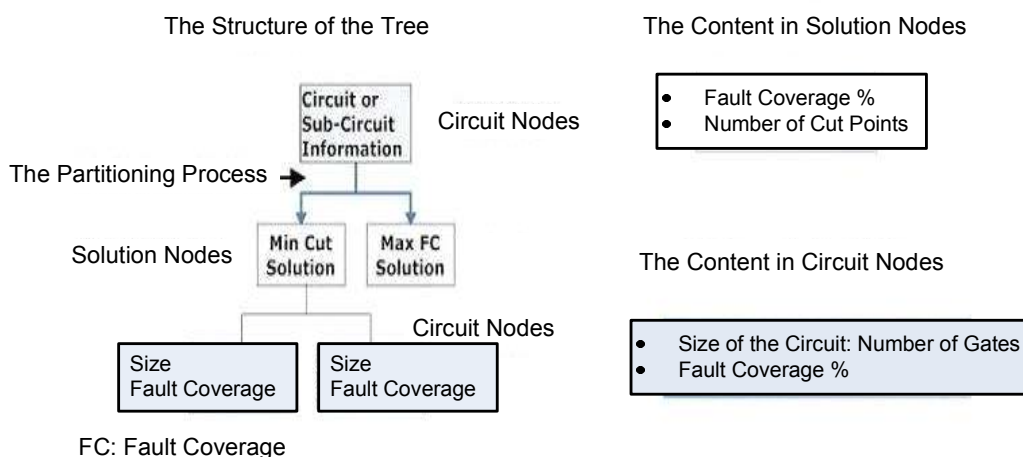 The Structure of the Tree
Circuit or
Sub-Circuit
Information
Circuit Nodes
The Partitioning Process
Solution Nodes
Min Cut
Solution
Max FC
Solution
Circuit Nodes
Size
Fault Coverage
Size
Fault Coverage
FC: Fault Coverage
The Content in Solution Nodes
• Fault Coverage %
• Number of Cut Points
The Content in Circuit Nodes
• Size of the Circuit: Number of Gates
• Fault Coverage %